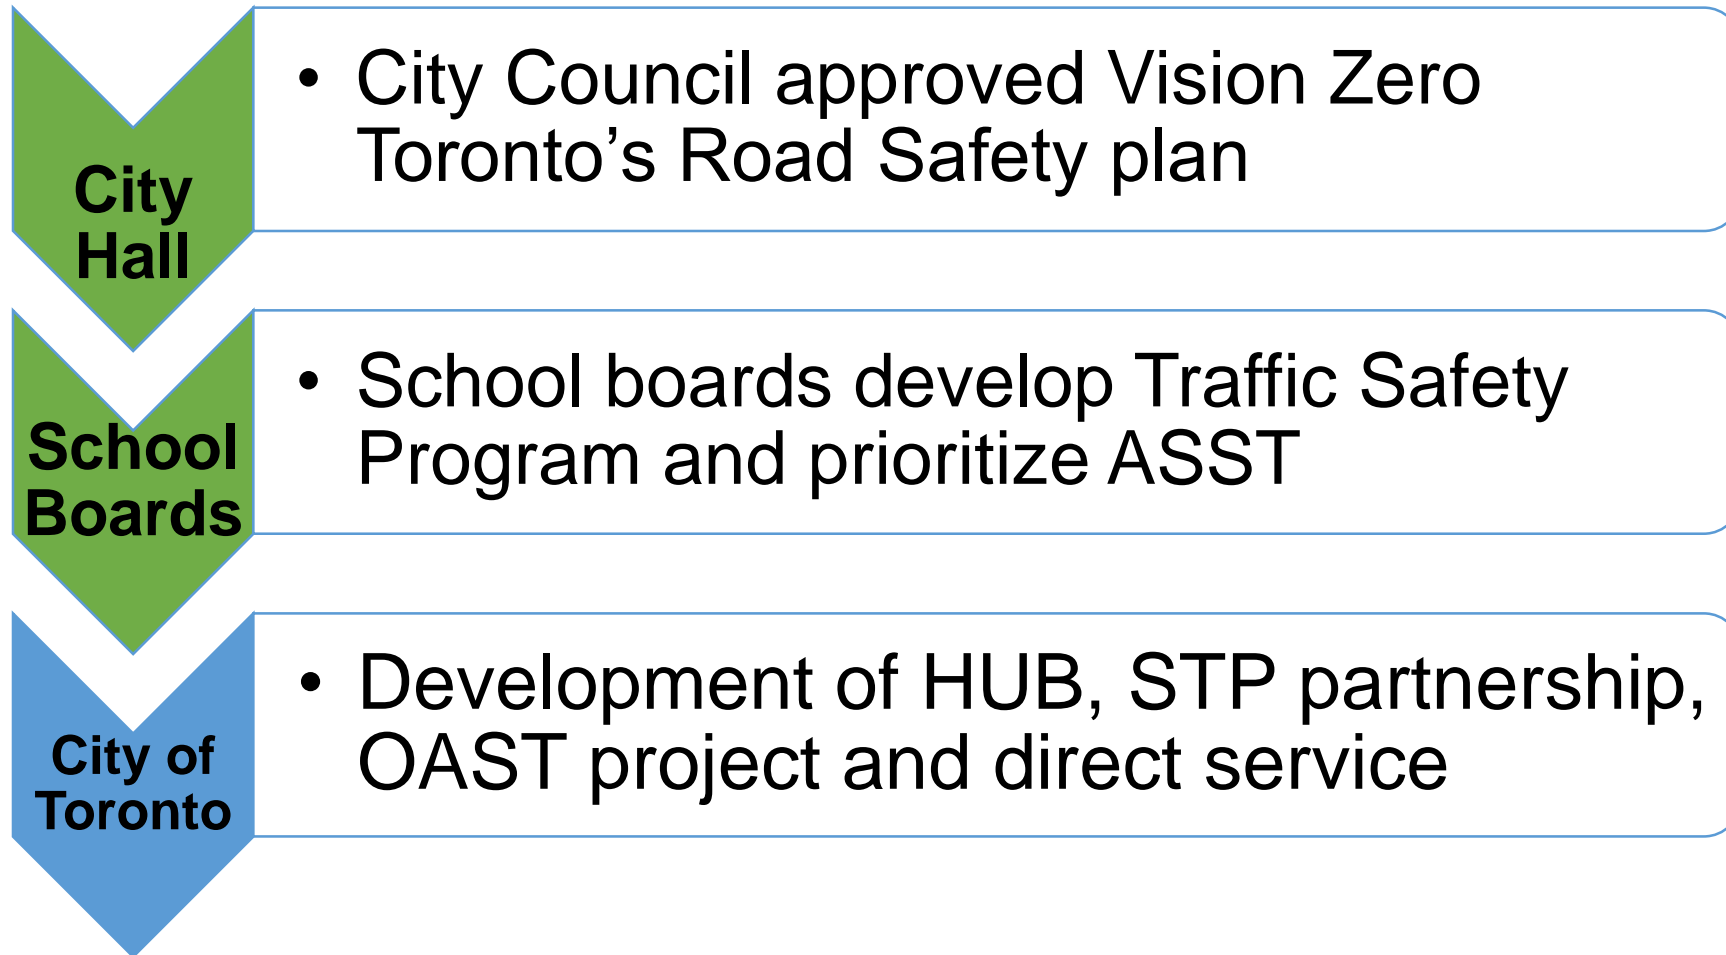 City
Hall
• City Council approved Vision Zero
Toronto’s Road Safety plan
School
Boards
• School boards develop Traffic Safety
Program and prioritize ASST
City of
Toronto
• Development of HUB, STP partnership,
OAST project and direct service